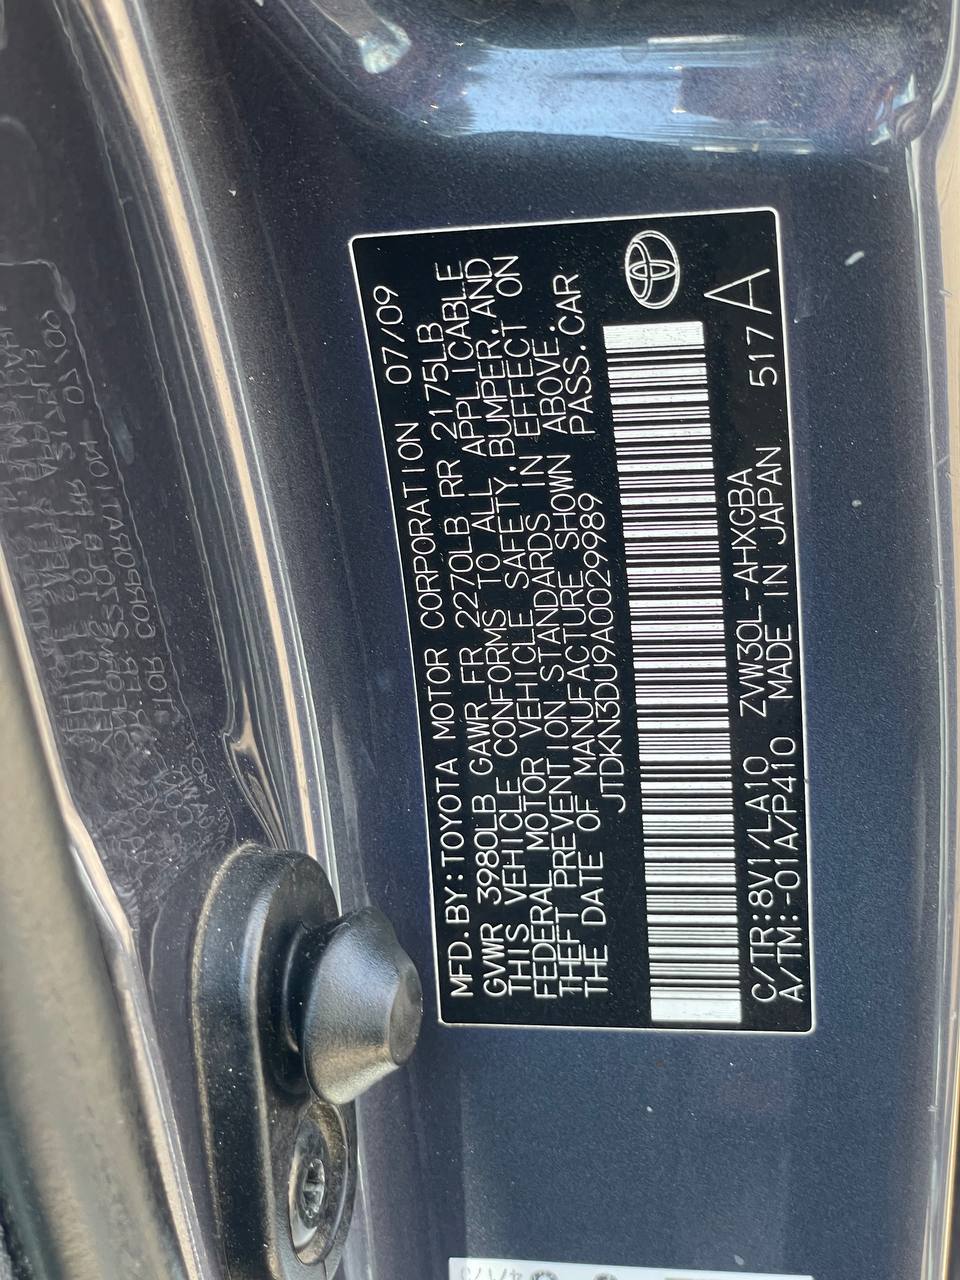 MFD.BY:TOYOTA MOTOR CORPORATION 07/09
GVWR 3980LB GAWR FR 2270LB RR 2175LB
THIS VEHICLE CONFORMS TO ALL APPLICABLE
FEDERAL MOTOR VEHICLE SAFETY,BUMPER,AND
THEFT PREVENTION STANDARDS IN EFFECT ON
THE DATE OF MANUFACTURE SHOWN ABOVE.
JTDKN3DU9A0029989 PASS.CAR
C/TR:8V1/LA10 ZVW30L-AHXGBA 517A
A/TM:-01A/P410 MADE IN JAPAN